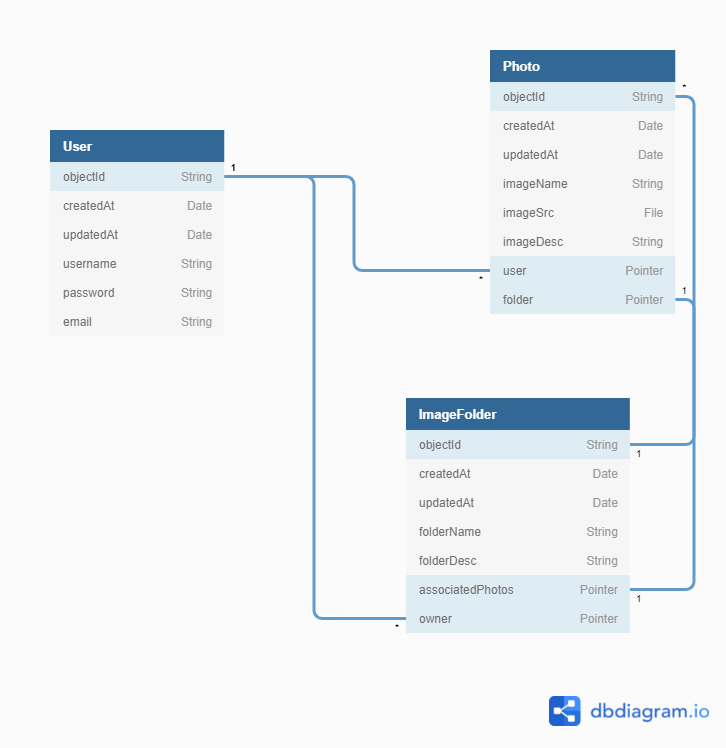 Photo
objectId String
createdAt Date
updatedAt Date
imageName String
imageSrc File
imageDesc String
user Pointer
folder Pointer
*
1
*
User
objectId String
createdAt Date
updatedAt Date
username String
password String
email String
1
ImageFolder
objectId String
createdAt Date
updatedAt Date
folderName String
folderDesc String
associatedPhotos Pointer
owner Pointer
1
1
*
dbdiagram.io